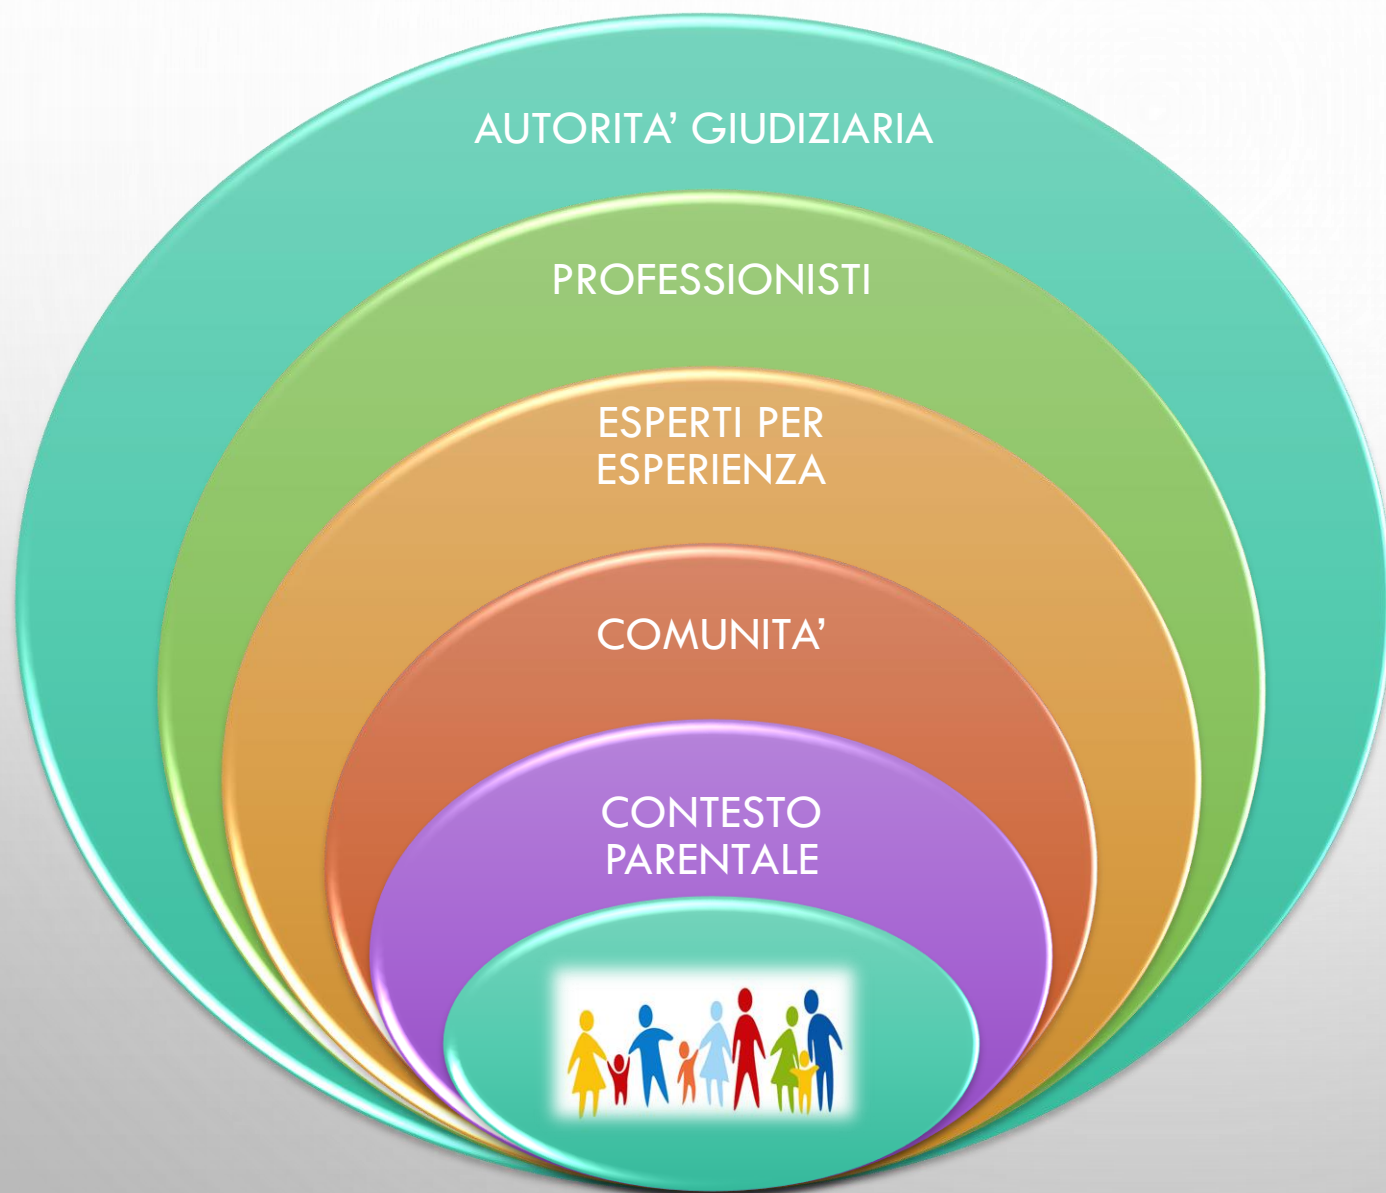 AUTORITA’ GIUDIZIARIA
PROFESSIONISTI
ESPERTI PER
ESPERIENZA
COMUNITA’
CONTESTO
PARENTALE